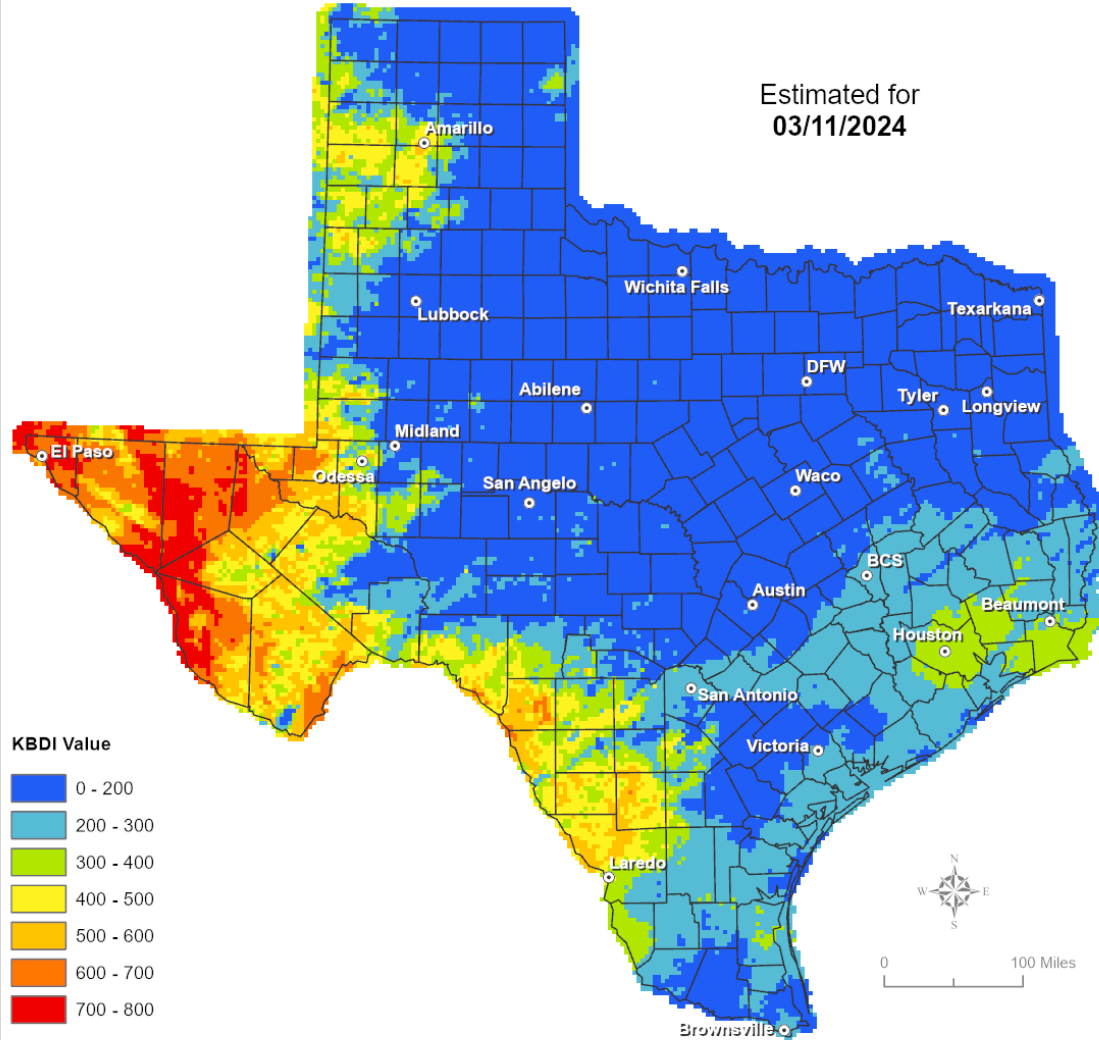 Estimated for
03/11/2024
Amarillo
Wichita Falls
Lubbock
Texarkana
DFW
Abilene
Tyler
Longview
Midland
El Paso
Odessa
San Angelo
Waco
BCS
Austin
Beaumont
Houston
San Antonio
Victoria
Laredo
Brownsville
KBDI Value
0 - 200
200 - 300
300 - 400
400 - 500
500 - 600
600 - 700
700 - 800
N
W E
S
0 100 Miles